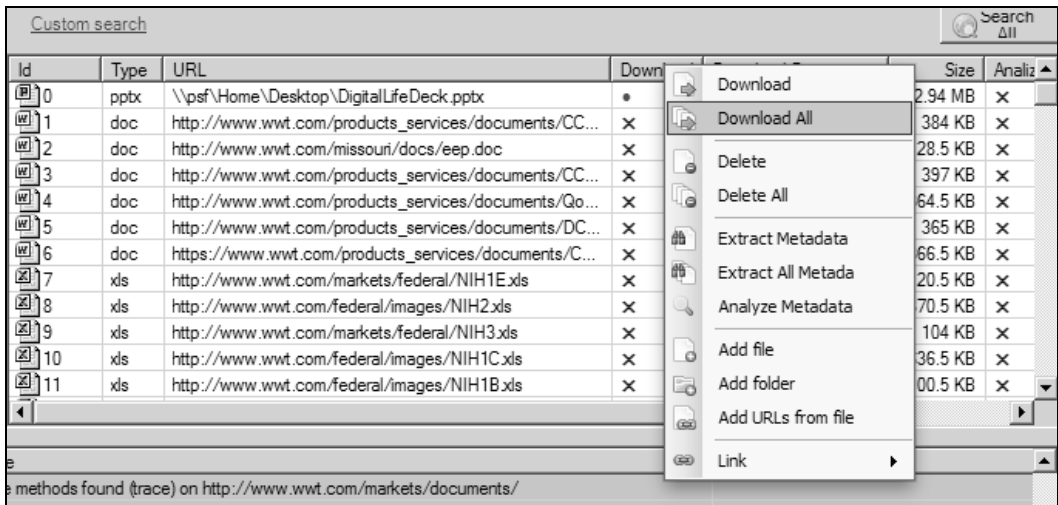 Custom search
Search All
Id Type URL Size Analiz
0 pptx \\psf\Home\Desktop\DigitalLifeDeck.pptx 2.94 MB
1 doc http://www.wwt.com/products_services/documents/CC... 384 KB
2 doc http://www.wwt.com/missouri/docs/eep.doc 28.5 KB
3 doc http://www.wwt.com/products_services/documents/CC... 397 KB
4 doc http://www.wwt.com/products_services/documents/Qo... 64.5 KB
5 doc http://www.wwt.com/products_services/documents/DC... 365 KB
6 doc https://www.wwt.com/products_services/documents/C... 66.5 KB
7 xls http://www.wwt.com/markets/federal/NIH1E.xls 20.5 KB
8 xls http://www.wwt.com/federal/images/NIH2.xls 70.5 KB
9 xls http://www.wwt.com/markets/federal/NIH3.xls 104 KB
10 xls http://www.wwt.com/federal/images/NIH1C.xls 36.5 KB
11 xls http://www.wwt.com/federal/images/NIH1B.xls 00.5 KB
Download
Download All
Delete
Delete All
Extract Metadata
Extract All Metada
Analyze Metadata
Add file
Add folder
Add URLs from file
Link
methods found (trace) on http://www.wwt.com/markets/documents/